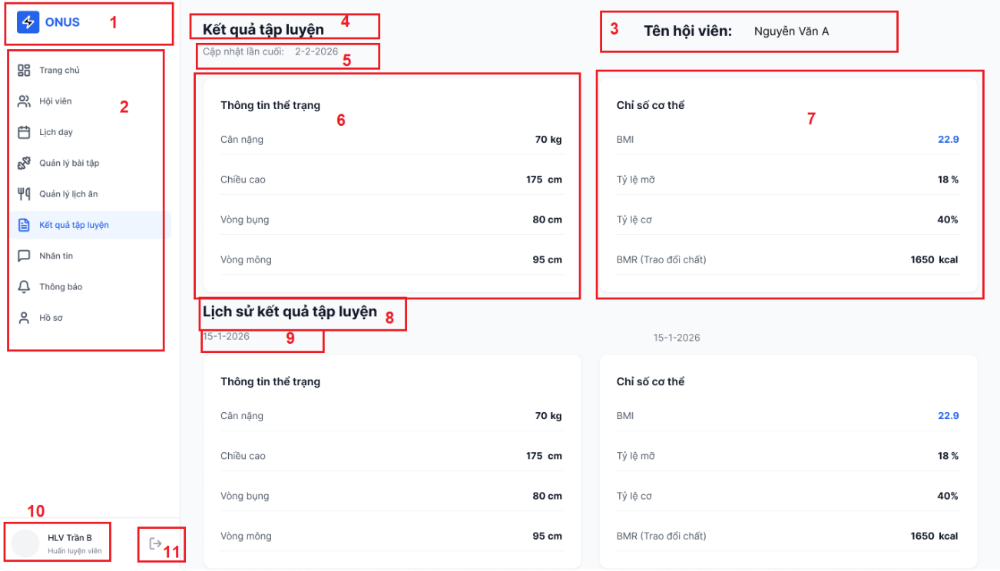 ONUS
1
Trang chủ
Hội viên
2
Lịch dạy
Quản lý bài tập
Quản lý lịch ăn
Kết quả tập luyện
Nhắn tin
Thông báo
Hồ sơ
10
HLV Trần B
Huấn luyện viên
11
Kết quả tập luyện
4
3
Tên hội viên: Nguyễn Văn A
Cập nhật lần cuối: 2-2-2026
5
Thông tin thể trạng
6
Cân nặng 70 kg
Chiều cao 175 cm
Vòng bụng 80 cm
Vòng mông 95 cm
Chỉ số cơ thể
7
BMI 22.9
Tỷ lệ mỡ 18 %
Tỷ lệ cơ 40%
BMR (Trao đổi chất) 1650 kcal
Lịch sử kết quả tập luyện
8
15-1-2026
9
15-1-2026
Thông tin thể trạng
Cân nặng 70 kg
Chiều cao 175 cm
Vòng bụng 80 cm
Vòng mông 95 cm
Chỉ số cơ thể
BMI 22.9
Tỷ lệ mỡ 18 %
Tỷ lệ cơ 40%
BMR (Trao đổi chất) 1650 kcal